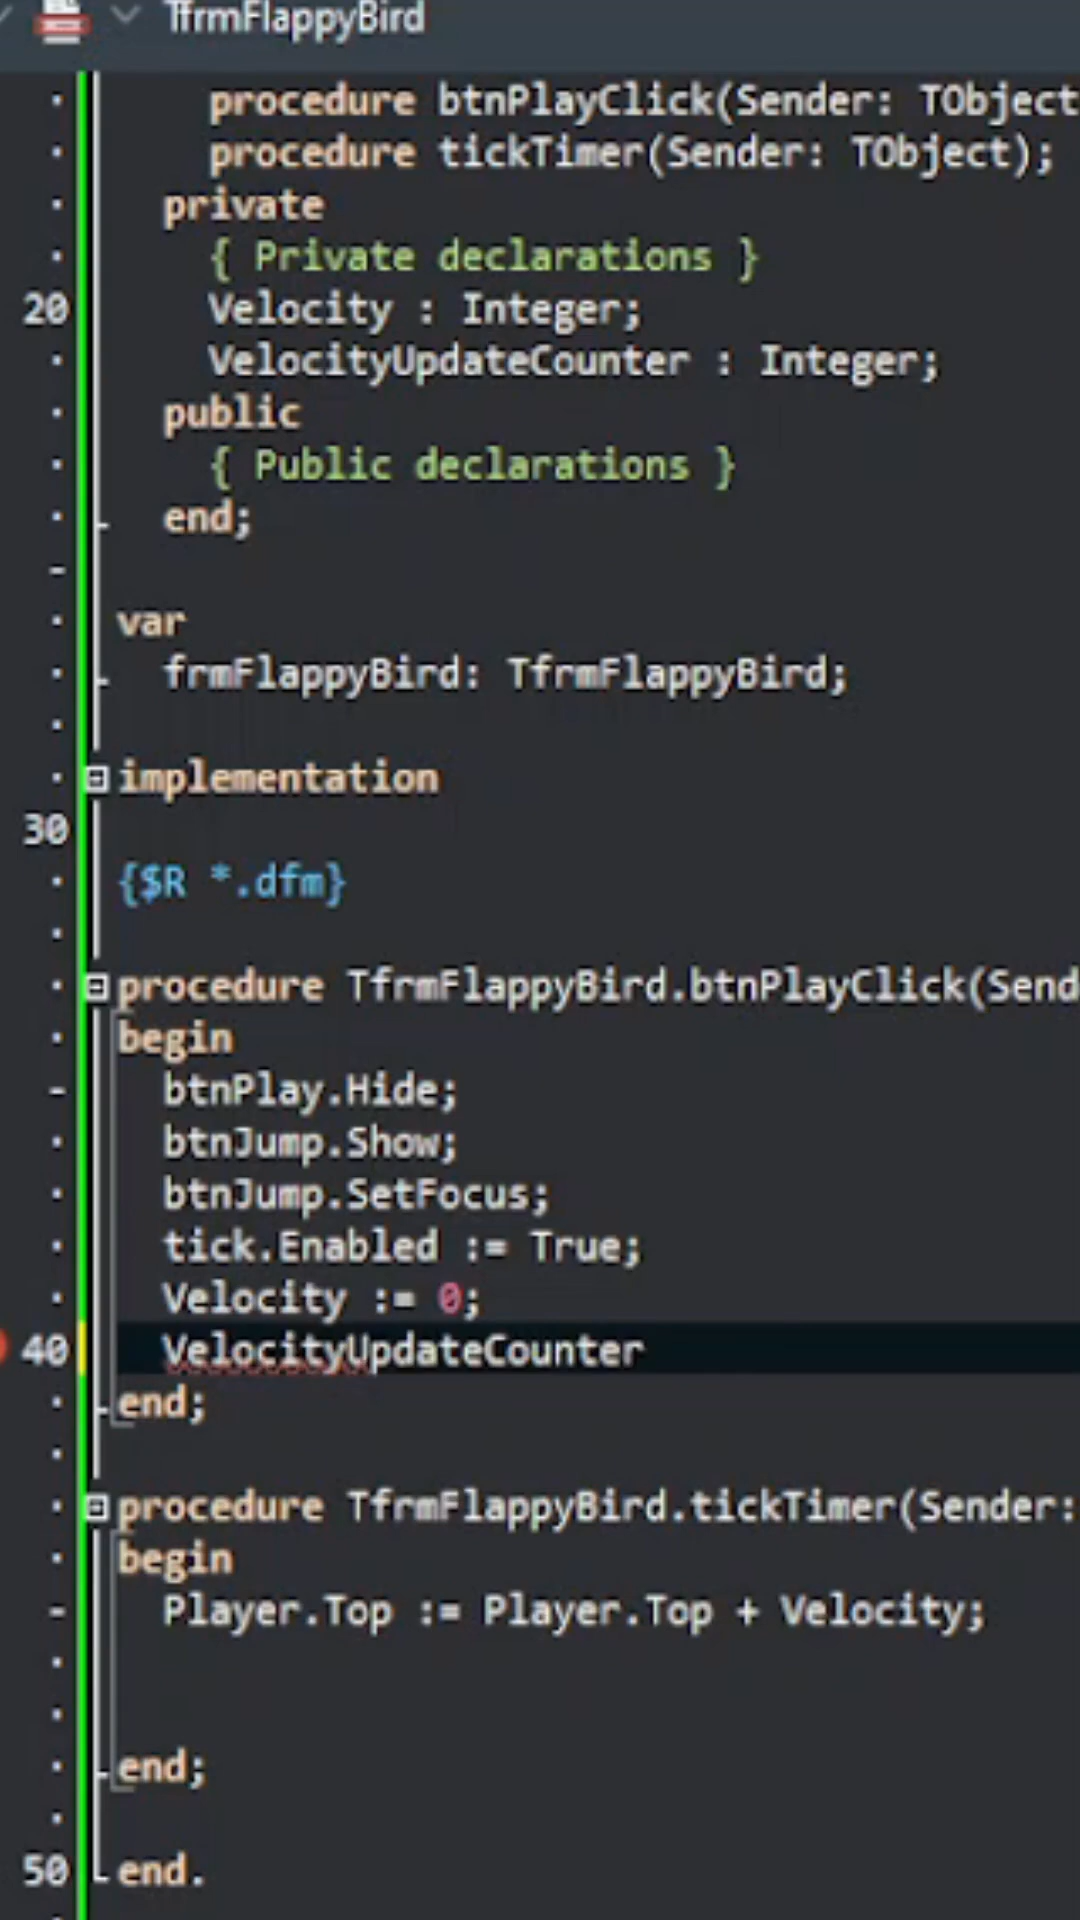 TfrmFlappyBird
procedure btnPlayClick(Sender: TObject
procedure tickTimer(Sender: TObject);
private
{ Private declarations }
20 Velocity : Integer;
VelocityUpdateCounter : Integer;
public
{ Public declarations }
end;
var
frmFlappyBird: TfrmFlappyBird;
implementation
30
{$R *.dfm}
procedure TfrmFlappyBird.btnPlayClick(Send
begin
btnPlay.Hide;
btnJump.Show;
btnJump.SetFocus;
tick.Enabled := True;
Velocity := 0;
40 VelocityUpdateCounter
end;
procedure TfrmFlappyBird.tickTimer(Sender:
begin
Player.Top := Player.Top + Velocity;
end;
50 end.